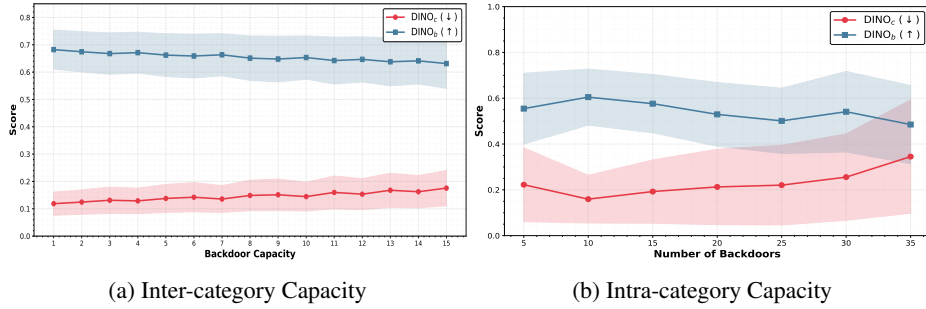 0.8
0.7
0.6
0.5
0.4
0.3
0.2
0.1
0.0
Score
1 2 3 4 5 6 7 8 9 10 11 12 13 14 15
Backdoor Capacity
DINO_c (↓)
DINO_b (↑)
(a) Inter-category Capacity
1.0
0.8
0.6
0.4
0.2
0.0
Score
5 10 15 20 25 30 35
Number of Backdoors
DINO_c (↓)
DINO_b (↑)
(b) Intra-category Capacity